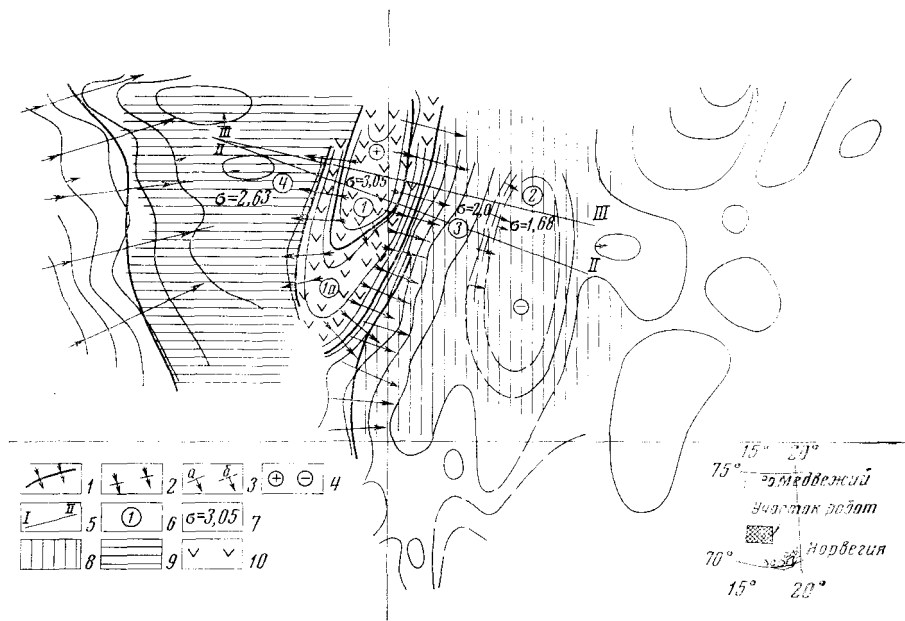 III
II
④
σ=2,63
⊕
σ=3,05
①
①а
②
σ=2,0
σ=1,68
③
III
II
⊖
1
2
а б 3
⊕ ⊖ 4
I II 5
① 6
σ=3,05 7
8
9
10
15° 20°
75°
о.Медвежий
Участок работ
Норвегия
70°
15° 20°